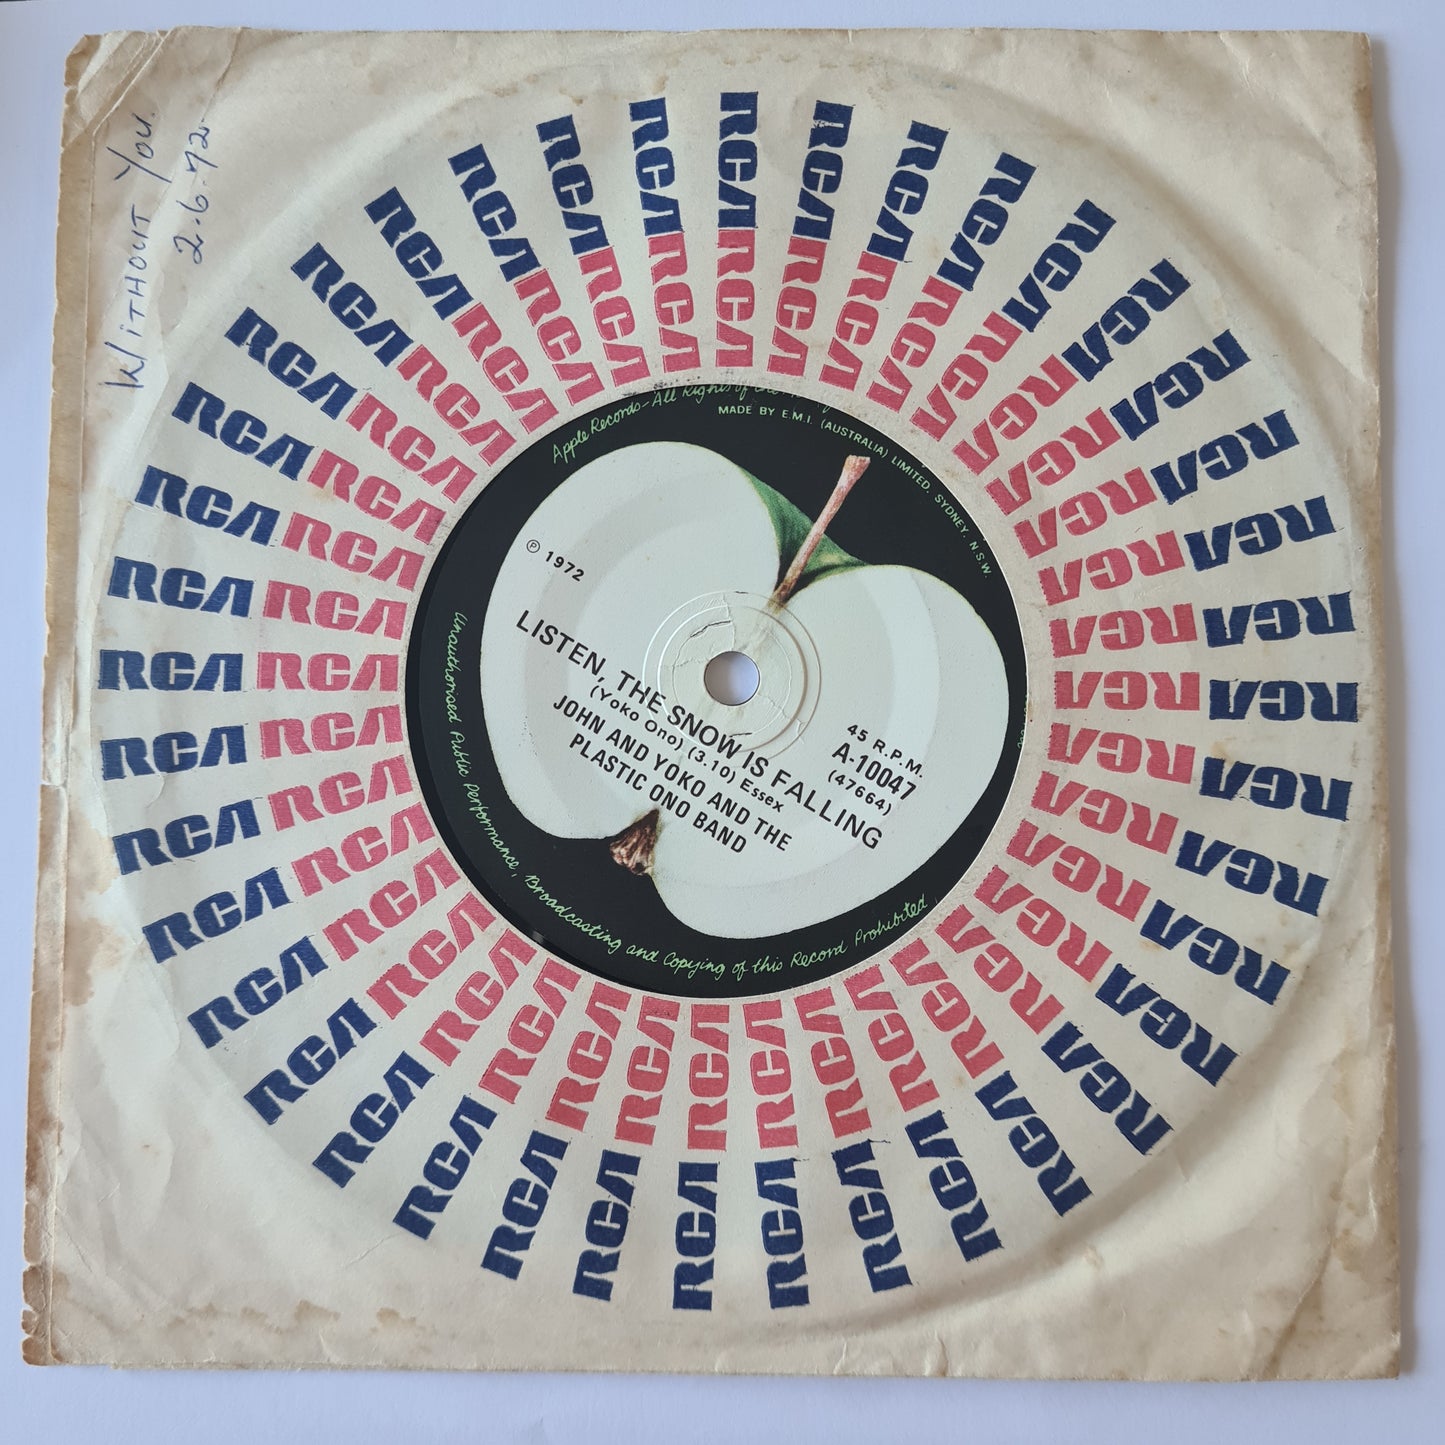 Without You.
2.6.72
RCA RCA
Apple Records-All Rights of
MADE BY E.M.I. (AUSTRALIA) LIMITED. SYDNEY, N.S.W.
℗ 1972
LISTEN, THE SNOW IS FALLING
(Yoko Ono) (3.10) Essex
JOHN AND YOKO AND THE
PLASTIC ONO BAND
45 R.P.M.
A-10047
(47664)
Unauthorised Public Performance, Broadcasting and Copying of this Record Prohibited